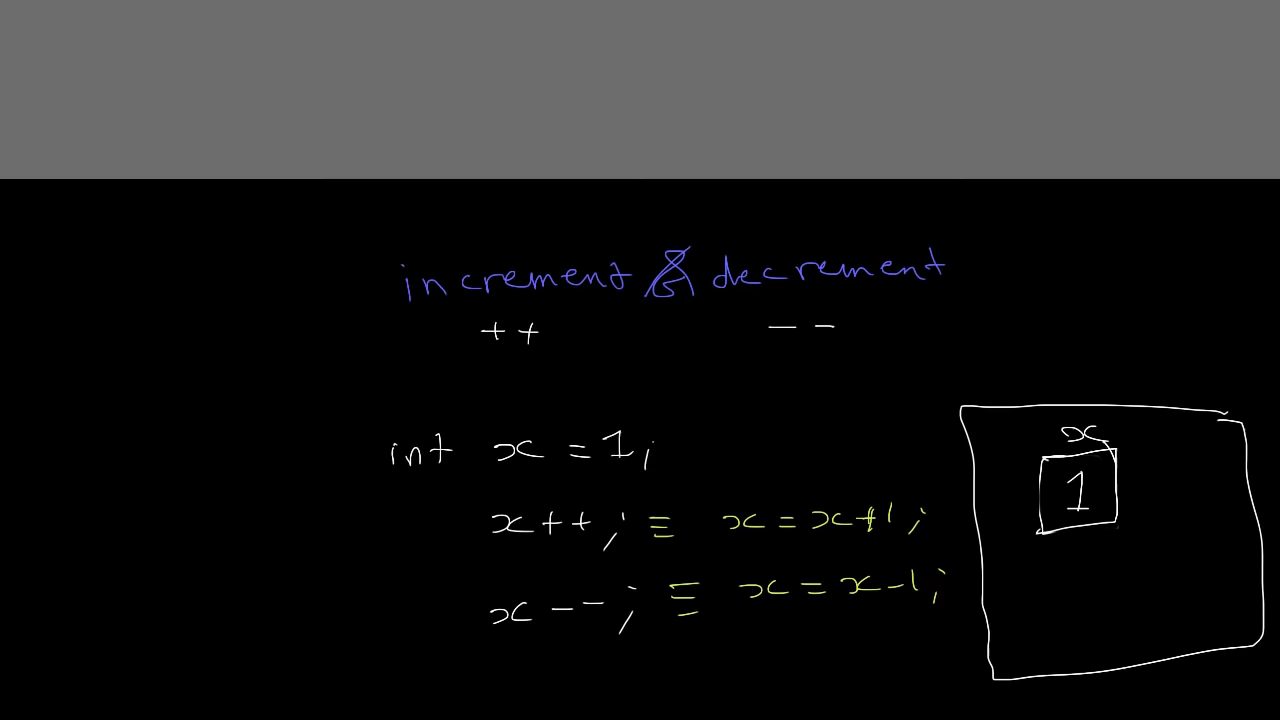 increment & decrement
++ --
int x = 1;
x++; ≡ x = x+1;
x--; ≡ x = x-1;
x
1